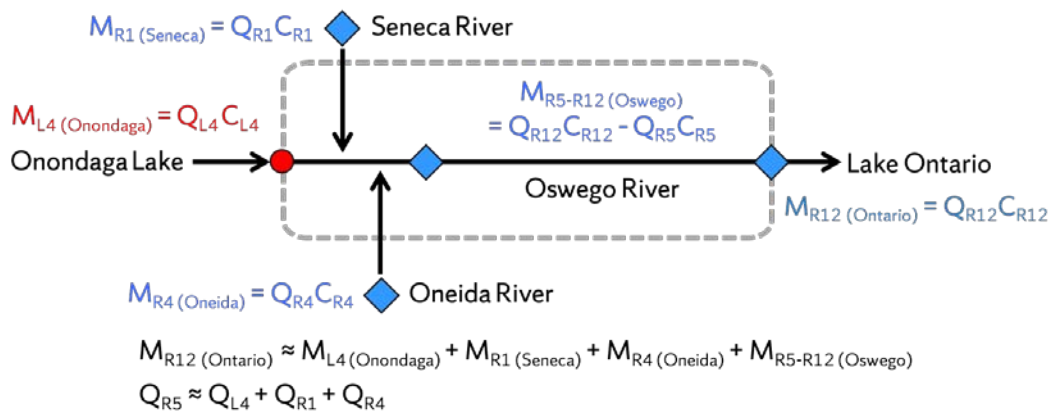 M_R1 (Seneca) = Q_R1C_R1
Seneca River
M_L4 (Onondaga) = Q_L4C_L4
M_R5-R12 (Oswego)
= Q_R12C_R12 - Q_R5C_R5
Onondaga Lake
Lake Ontario
Oswego River
M_R12 (Ontario) = Q_R12C_R12
M_R4 (Oneida) = Q_R4C_R4
Oneida River
M_R12 (Ontario) ≈ M_L4 (Onondaga) + M_R1 (Seneca) + M_R4 (Oneida) + M_R5-R12 (Oswego)
Q_R5 ≈ Q_L4 + Q_R1 + Q_R4